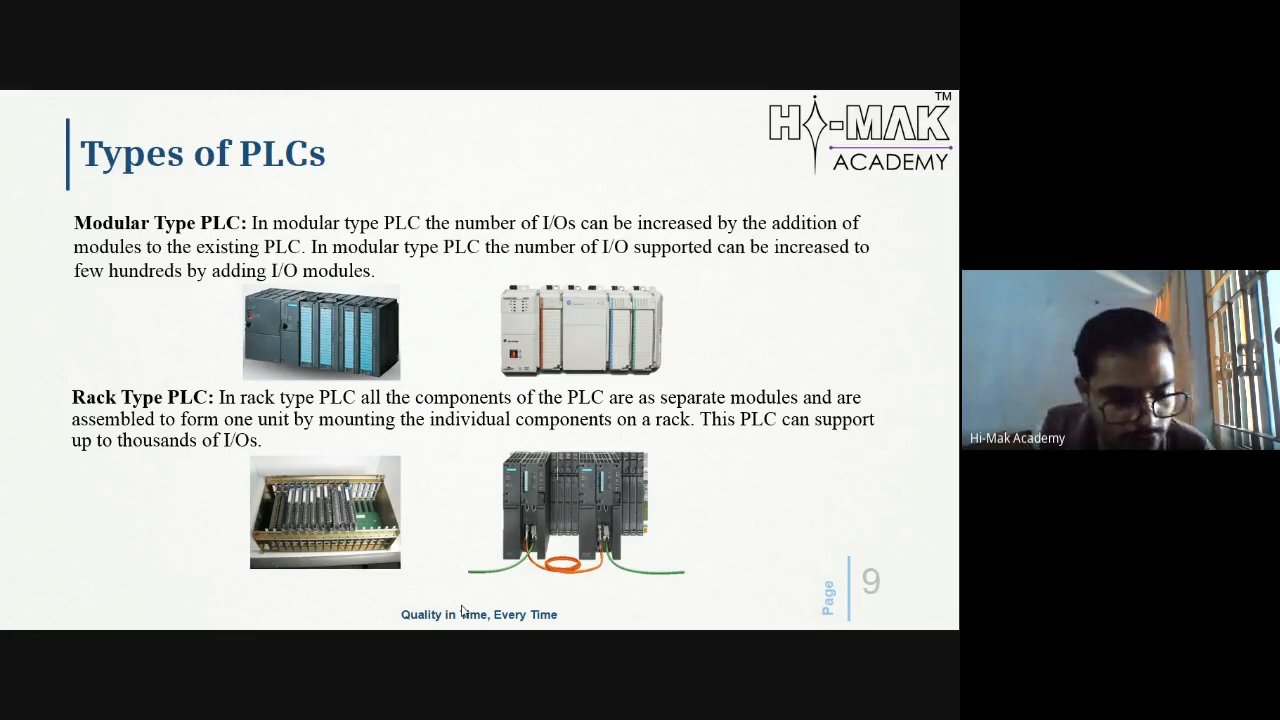 HI-MAK
TM
ACADEMY
Types of PLCs
Modular Type PLC: In modular type PLC the number of I/Os can be increased by the addition of
modules to the existing PLC. In modular type PLC the number of I/O supported can be increased to
few hundreds by adding I/O modules.
Rack Type PLC: In rack type PLC all the components of the PLC are as separate modules and are
assembled to form one unit by mounting the individual components on a rack. This PLC can support
up to thousands of I/Os.
Hi-Mak Academy
Page
9
Quality in Time, Every Time